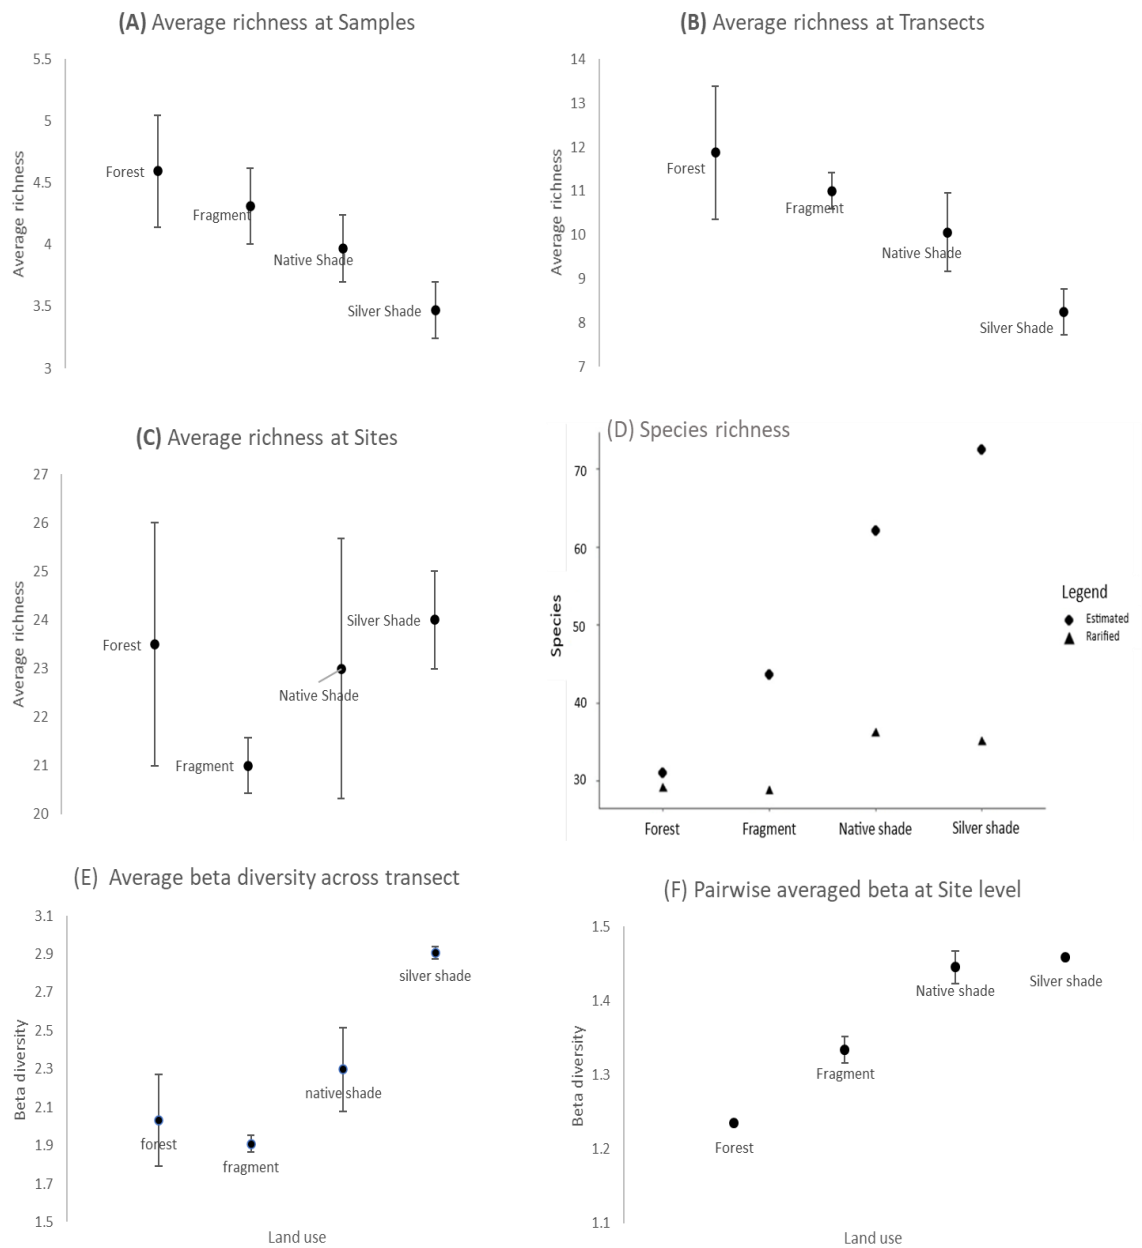 (A) Average richness at Samples
5.5
5
4.5
4
3.5
3
Average richness
Forest
Fragment
Native Shade
Silver Shade
(B) Average richness at Transects
14
13
12
11
10
9
8
7
Average richness
Forest
Fragment
Native Shade
Silver Shade
(C) Average richness at Sites
27
26
25
24
23
22
21
20
Average richness
Forest
Fragment
Native Shade
Silver Shade
(D) Species richness
70
60
50
40
30
Species
Forest
Fragment
Native shade
Silver shade
Legend
Estimated
Rarified
(E) Average beta diversity across transect
3.1
2.9
2.7
2.5
2.3
2.1
1.9
1.7
1.5
Beta diversity
forest
fragment
native shade
silver shade
Land use
(F) Pairwise averaged beta at Site level
1.5
1.4
1.3
1.2
1.1
Beta diversity
Forest
Fragment
Native shade
Silver shade
Land use